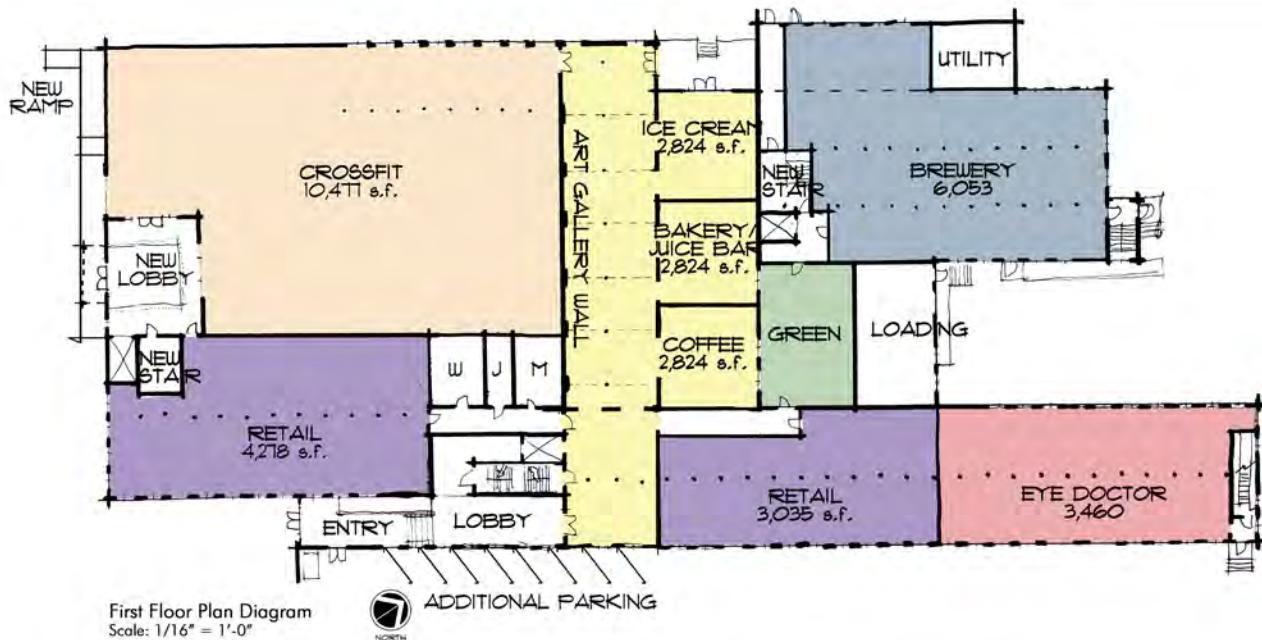 NEW
RAMP
CROSSFIT
10,477 s.f.
ART GALLERY WALL
ICE CREAM
2,824 s.f.
UTILITY
NEW
STAIR
BREWERY
6,053
BAKERY/
JUICE BAR
2,824 s.f.
NEW
LOBBY
COFFEE
2,824 s.f.
GREEN
LOADING
NEW
STAIR
W
J
M
RETAIL
4,278 s.f.
RETAIL
3,035 s.f.
EYE DOCTOR
3,460
ENTRY
LOBBY
ADDITIONAL PARKING
First Floor Plan Diagram
Scale: 1/16" = 1'-0"
NORTH